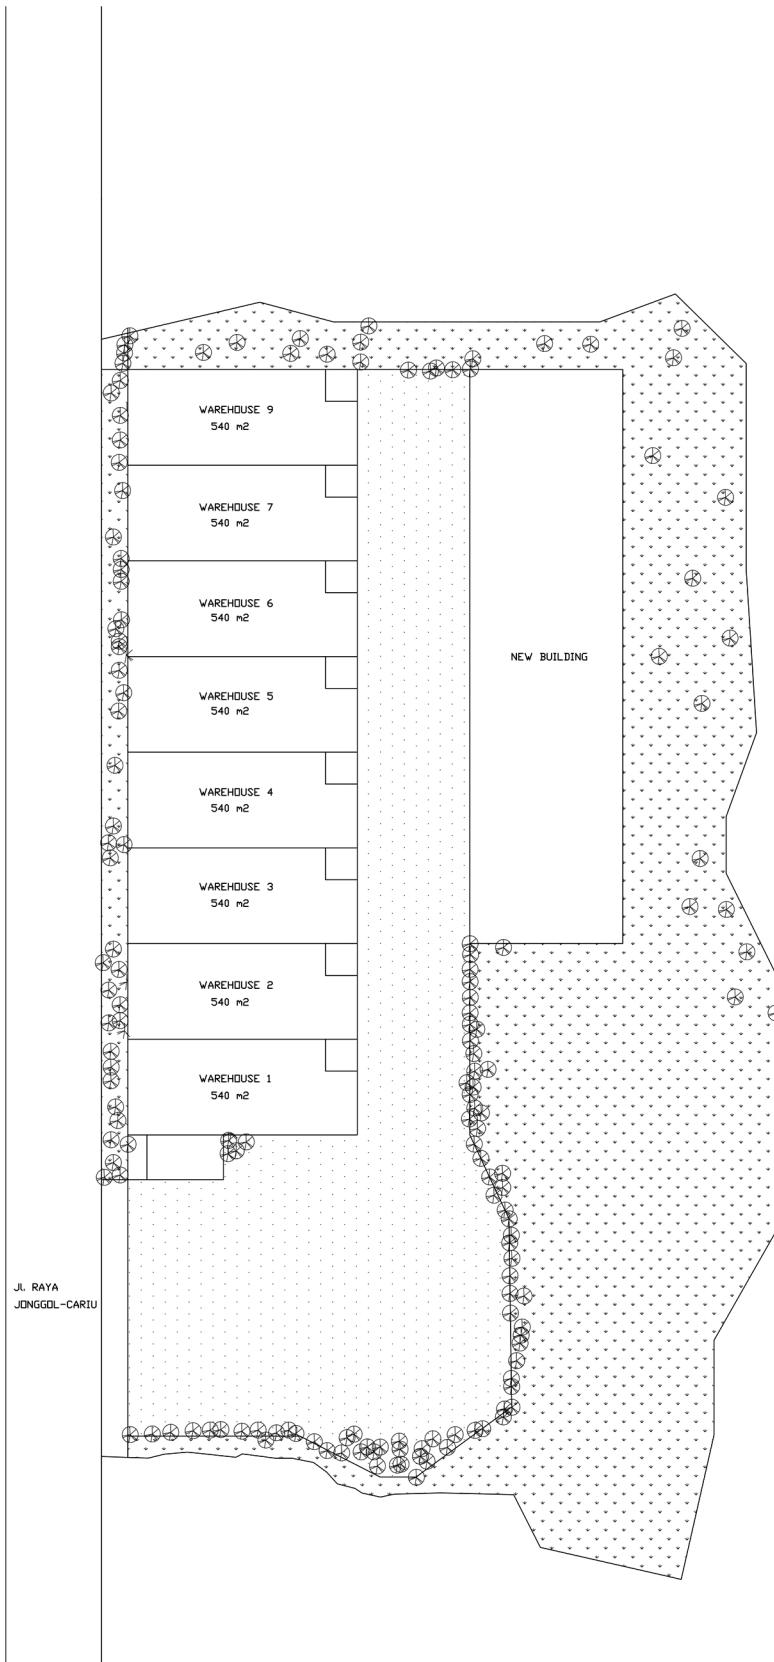 WAREHOUSE 9
540 m2
WAREHOUSE 7
540 m2
WAREHOUSE 6
540 m2
NEW BUILDING
WAREHOUSE 5
540 m2
WAREHOUSE 4
540 m2
WAREHOUSE 3
540 m2
WAREHOUSE 2
540 m2
WAREHOUSE 1
540 m2
Jl. RAYA
JONGGOL-CARIU